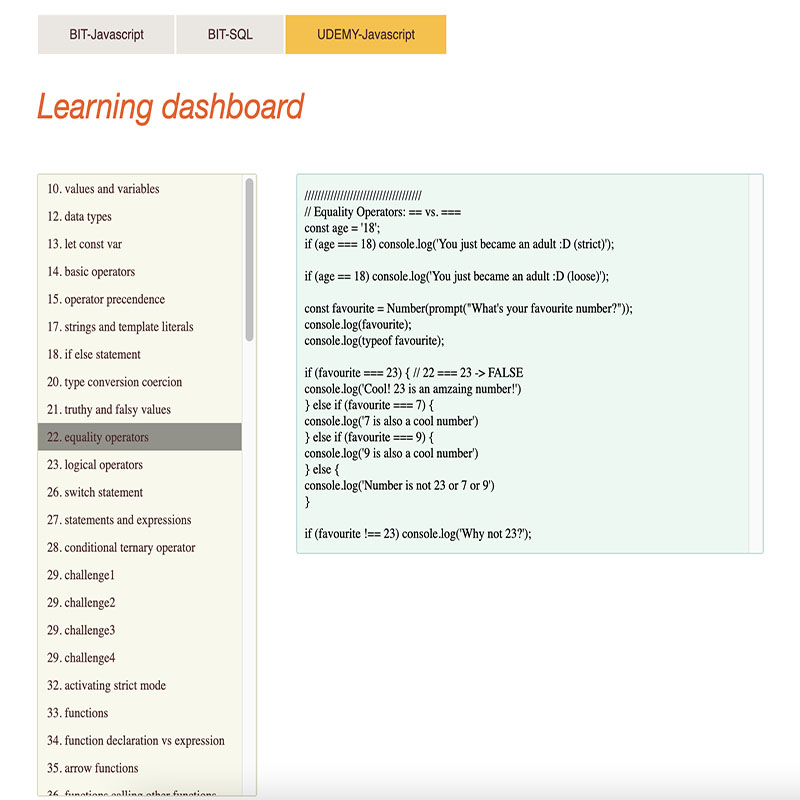 BIT-Javascript
BIT-SQL
UDEMY-Javascript
Learning dashboard
10. values and variables
12. data types
13. let const var
14. basic operators
15. operator precendence
17. strings and template literals
18. if else statement
20. type conversion coercion
21. truthy and falsy values
22. equality operators
23. logical operators
26. switch statement
27. statements and expressions
28. conditional ternary operator
29. challenge1
29. challenge2
29. challenge3
29. challenge4
32. activating strict mode
33. functions
34. function declaration vs expression
35. arrow functions
36. functions calling other functions
////////////////////////////////////
// Equality Operators: == vs. ===
const age = '18';
if (age === 18) console.log('You just became an adult :D (strict)');
if (age == 18) console.log('You just became an adult :D (loose)');
const favourite = Number(prompt("What's your favourite number?"));
console.log(favourite);
console.log(typeof favourite);
if (favourite === 23) { // 22 === 23 -> FALSE
console.log('Cool! 23 is an amzaing number!')
} else if (favourite === 7) {
console.log('7 is also a cool number')
} else if (favourite === 9) {
console.log('9 is also a cool number')
} else {
console.log('Number is not 23 or 7 or 9')
}
if (favourite !== 23) console.log('Why not 23?');